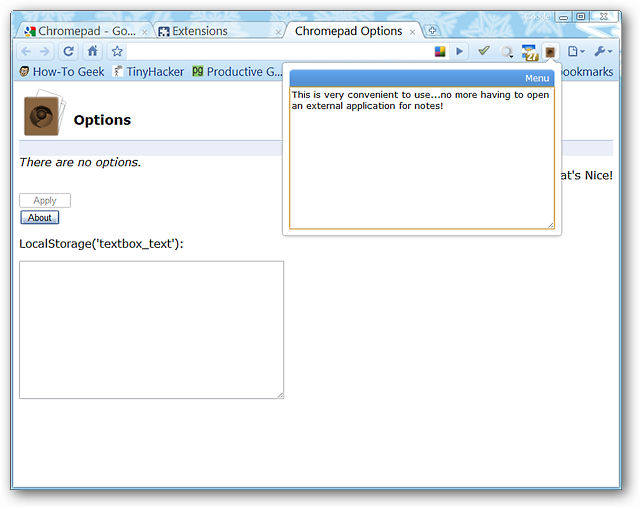 Chromepad - Go...
Extensions
Chromepad Options
27
How-To Geek
TinyHacker
Productive G...
ookmarks
Menu
This is very convenient to use...no more having to open
an external application for notes!
Options
There are no options.
at's Nice!
Apply
About
LocalStorage('textbox_text'):